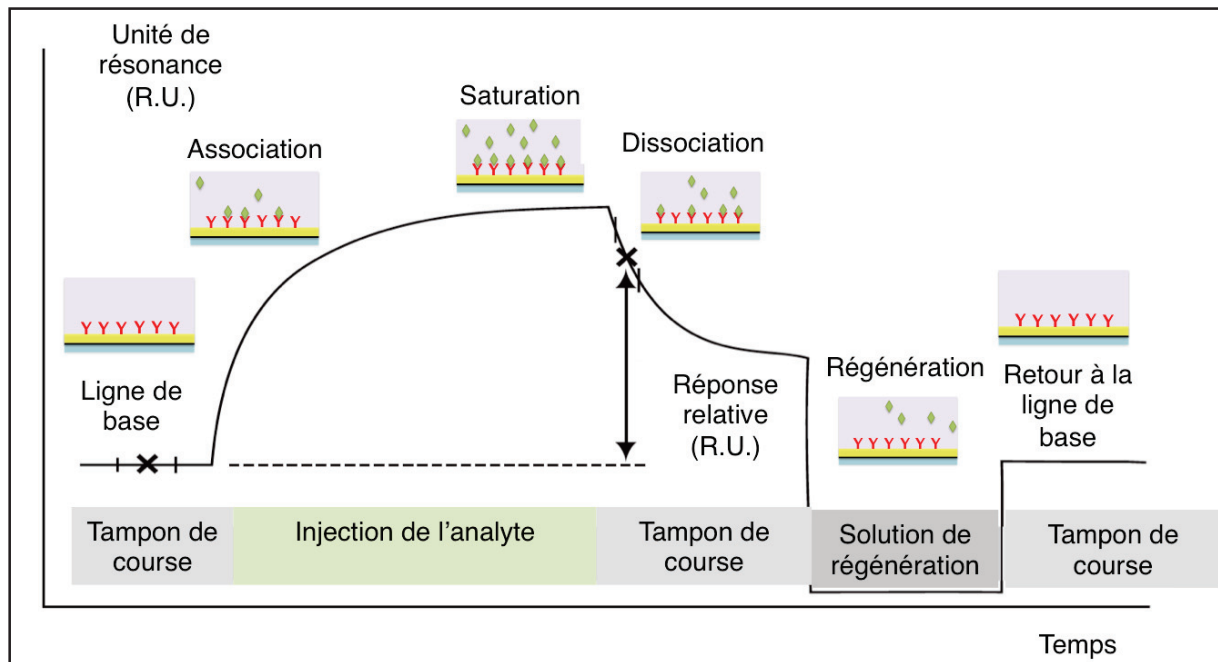 Unité de
résonance
(R.U.)
Saturation
Association
Dissociation
Ligne de
base
Réponse
relative
(R.U.)
Régénération
Retour à la
ligne de
base
Tampon de
course
Injection de l’analyte
Tampon de
course
Solution de
régénération
Tampon de
course
Temps